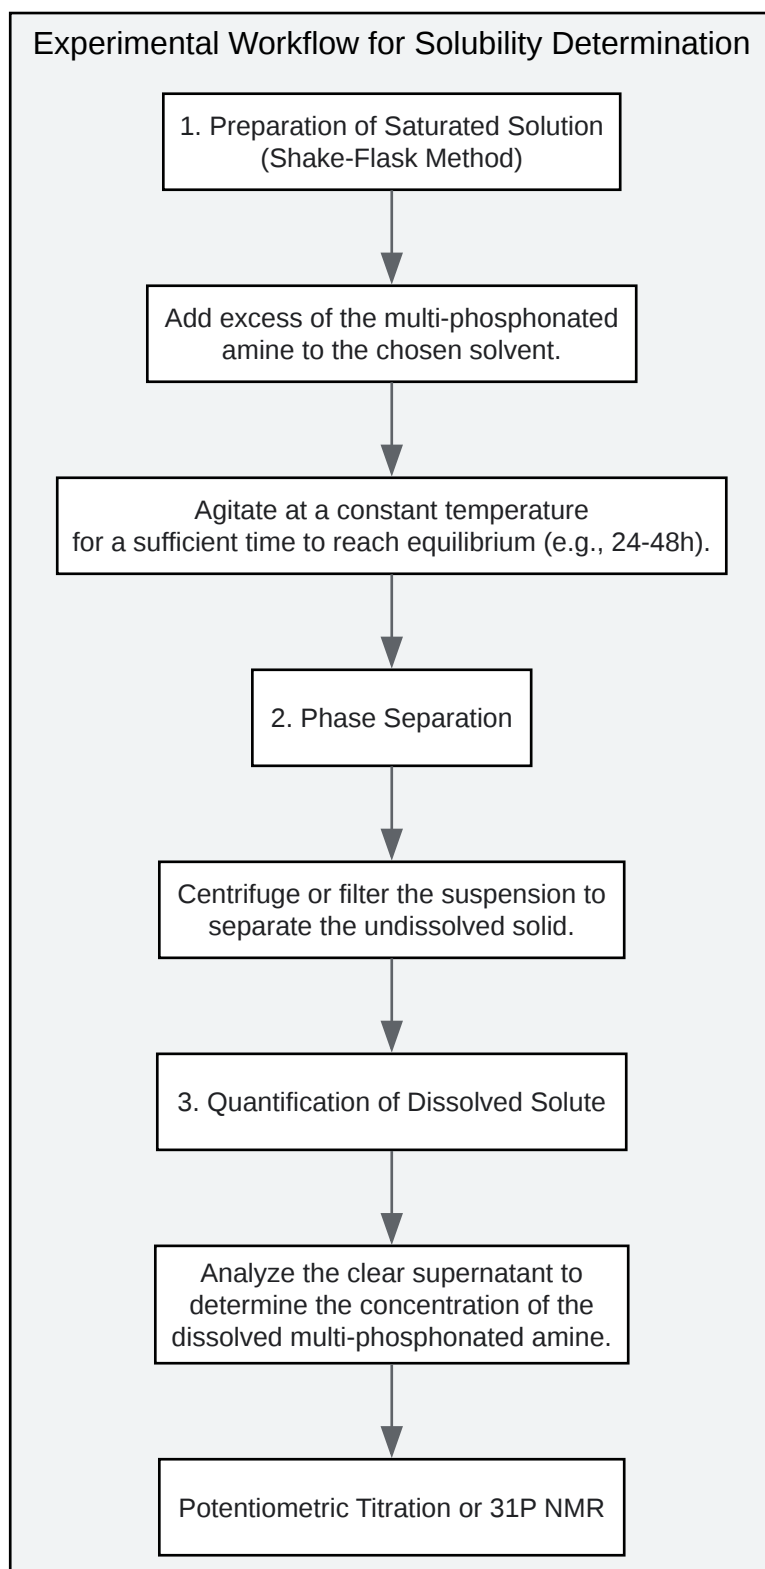 Experimental Workflow for Solubility Determination
1. Preparation of Saturated Solution
(Shake-Flask Method)
Add excess of the multi-phosphonated
amine to the chosen solvent.
Agitate at a constant temperature
for a sufficient time to reach equilibrium (e.g., 24-48h).
2. Phase Separation
Centrifuge or filter the suspension to
separate the undissolved solid.
3. Quantification of Dissolved Solute
Analyze the clear supernatant to
determine the concentration of the
dissolved multi-phosphonated amine.
Potentiometric Titration or 31P NMR